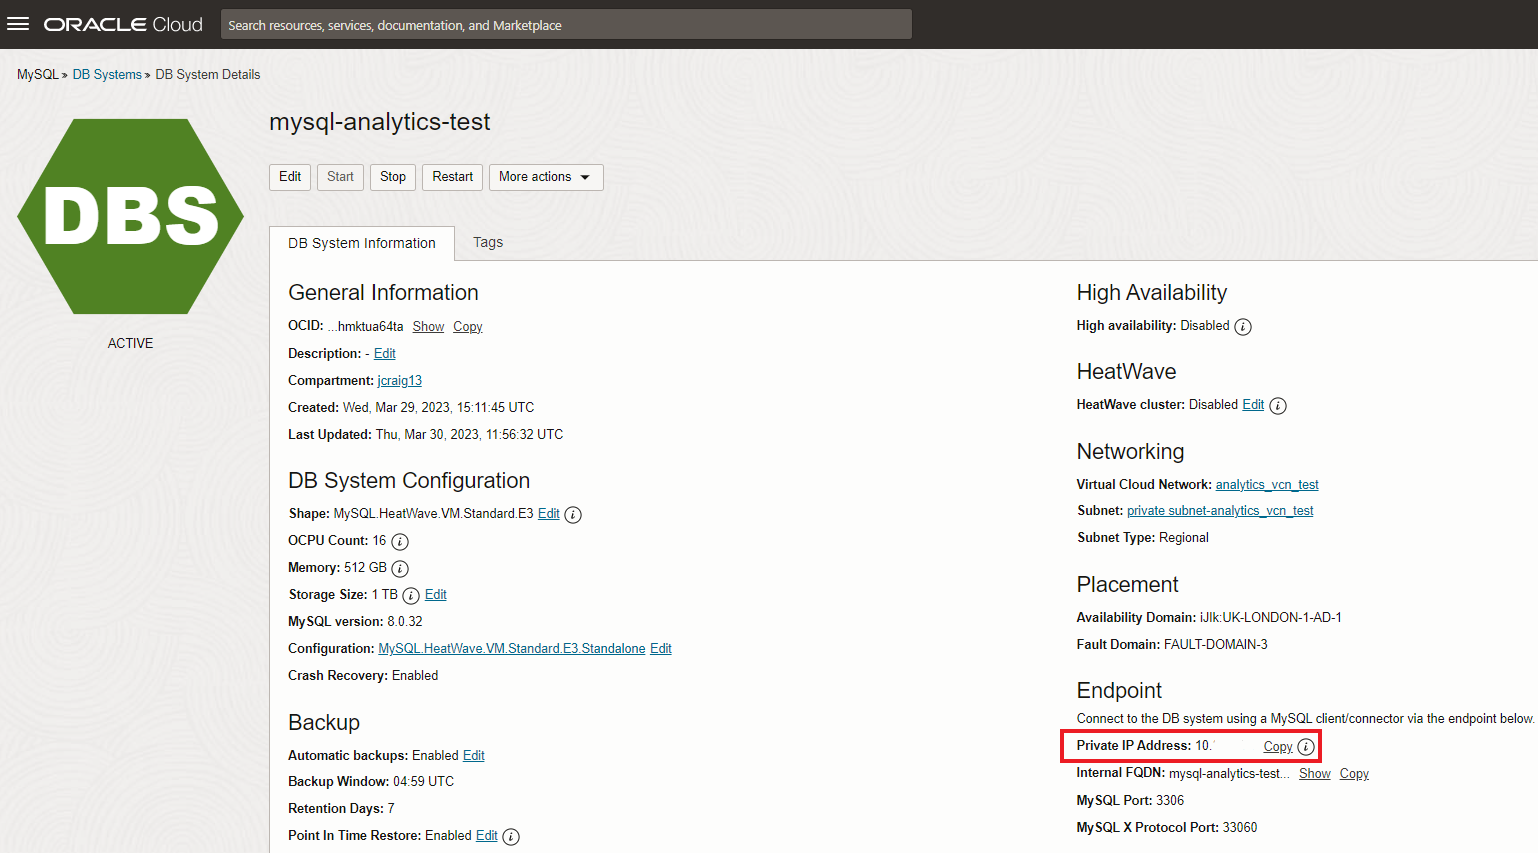 ORACLE Cloud
Search resources, services, documentation, and Marketplace
MySQL » DB Systems » DB System Details
DBS
ACTIVE
mysql-analytics-test
Edit Start Stop Restart More actions
DB System Information Tags
General Information
OCID: ...hmktua64ta Show Copy
Description: - Edit
Compartment: jcraig13
Created: Wed, Mar 29, 2023, 15:11:45 UTC
Last Updated: Thu, Mar 30, 2023, 11:56:32 UTC
DB System Configuration
Shape: MySQL.HeatWave.VM.Standard.E3 Edit i
OCPU Count: 16 i
Memory: 512 GB i
Storage Size: 1 TB i Edit
MySQL version: 8.0.32
Configuration: MySQL.HeatWave.VM.Standard.E3.Standalone Edit
Crash Recovery: Enabled
Backup
Automatic backups: Enabled Edit
Backup Window: 04:59 UTC
Retention Days: 7
Point In Time Restore: Enabled Edit i
High Availability
High availability: Disabled i
HeatWave
HeatWave cluster: Disabled Edit i
Networking
Virtual Cloud Network: analytics_vcn_test
Subnet: private subnet-analytics_vcn_test
Subnet Type: Regional
Placement
Availability Domain: iJlk:UK-LONDON-1-AD-1
Fault Domain: FAULT-DOMAIN-3
Endpoint
Connect to the DB system using a MySQL client/connector via the endpoint below.
Private IP Address: 10. Copy i
Internal FQDN: mysql-analytics-test... Show Copy
MySQL Port: 3306
MySQL X Protocol Port: 33060